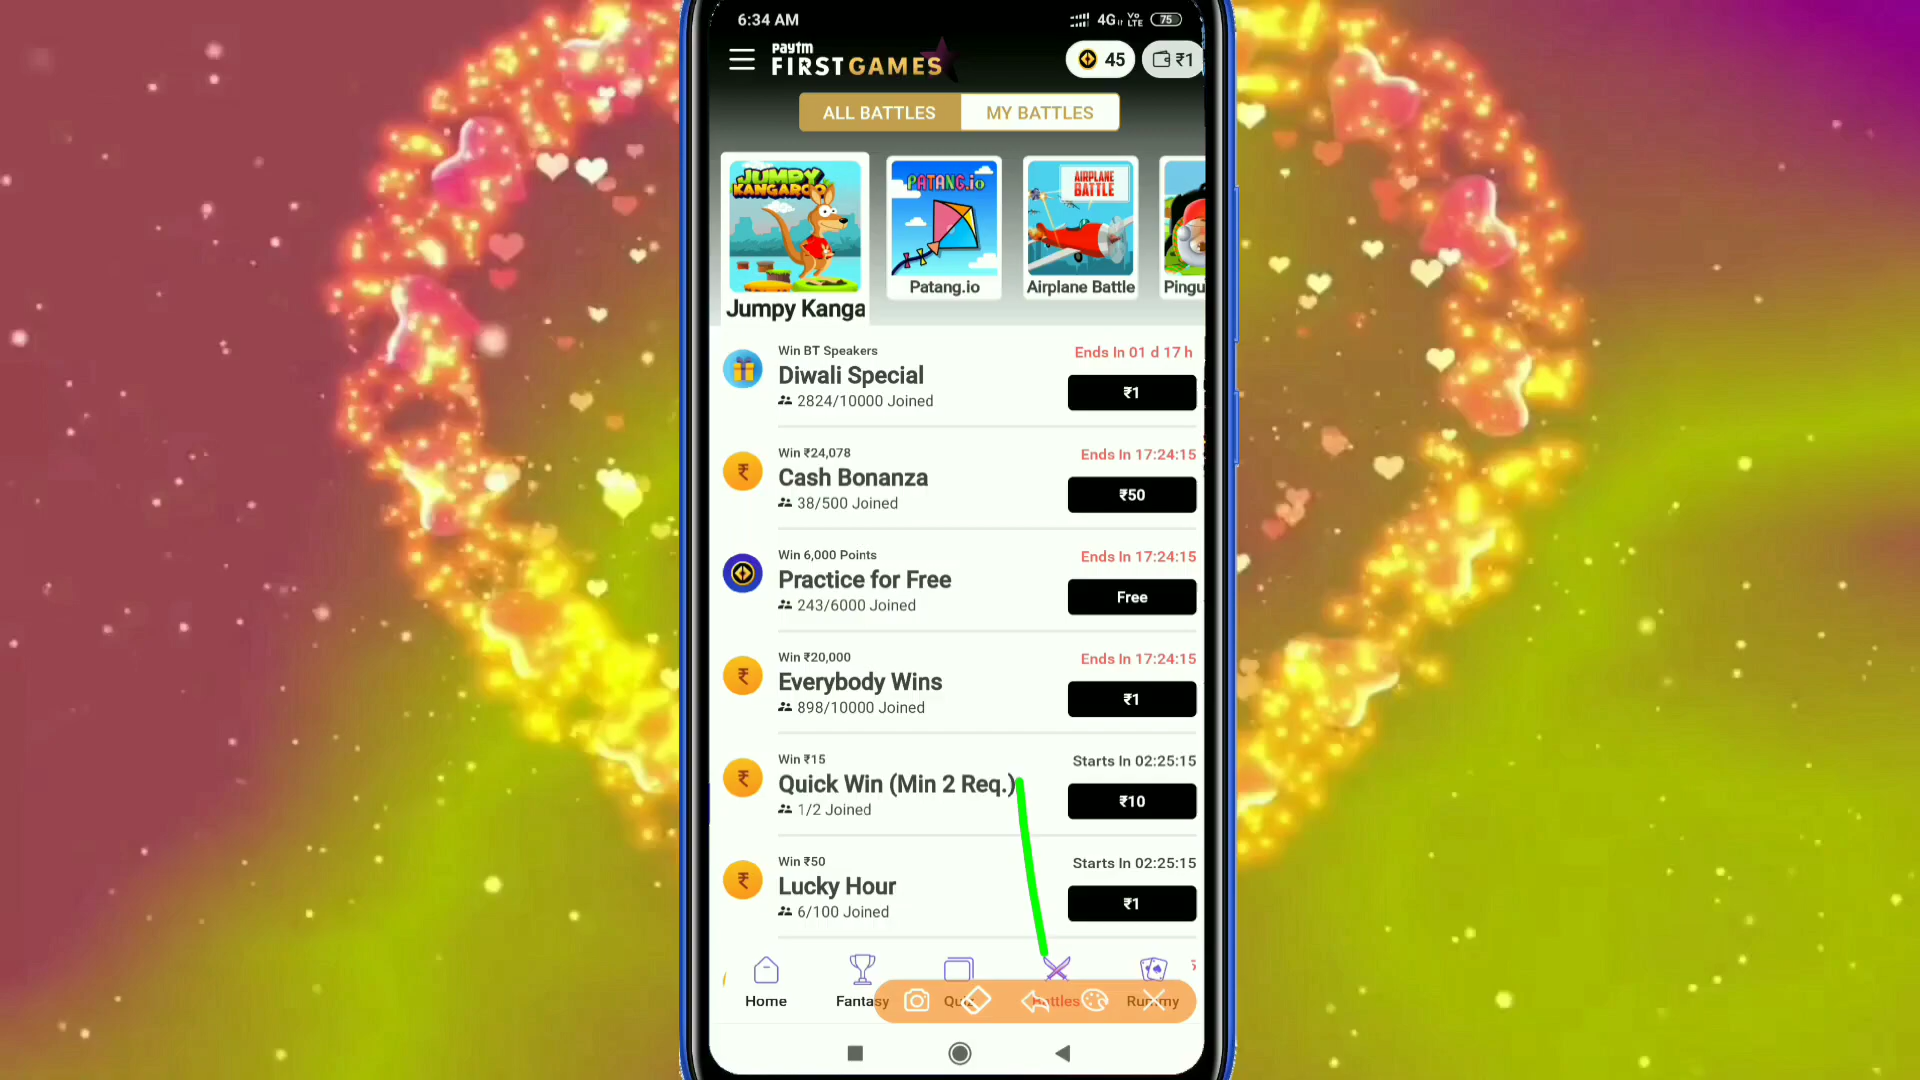 6:34 AM
4G Vo LTE 75
Paytm
FIRST GAMES
45
₹1
ALL BATTLES
MY BATTLES
JUMPY KANGAROO
PATANG.io
AIRPLANE BATTLE
Jumpy Kanga
Patang.io
Airplane Battle
Pingu
Win BT Speakers
Ends In 01 d 17 h
Diwali Special
₹1
2824/10000 Joined
Win ₹24,078
Ends In 17:24:15
Cash Bonanza
₹50
38/500 Joined
Win 6,000 Points
Ends In 17:24:15
Practice for Free
Free
243/6000 Joined
Win ₹20,000
Ends In 17:24:15
Everybody Wins
₹1
898/10000 Joined
Win ₹15
Starts In 02:25:15
Quick Win (Min 2 Req.)
₹10
1/2 Joined
Win ₹50
Starts In 02:25:15
Lucky Hour
₹1
6/100 Joined
Home
Fantasy
Battles
Rummy